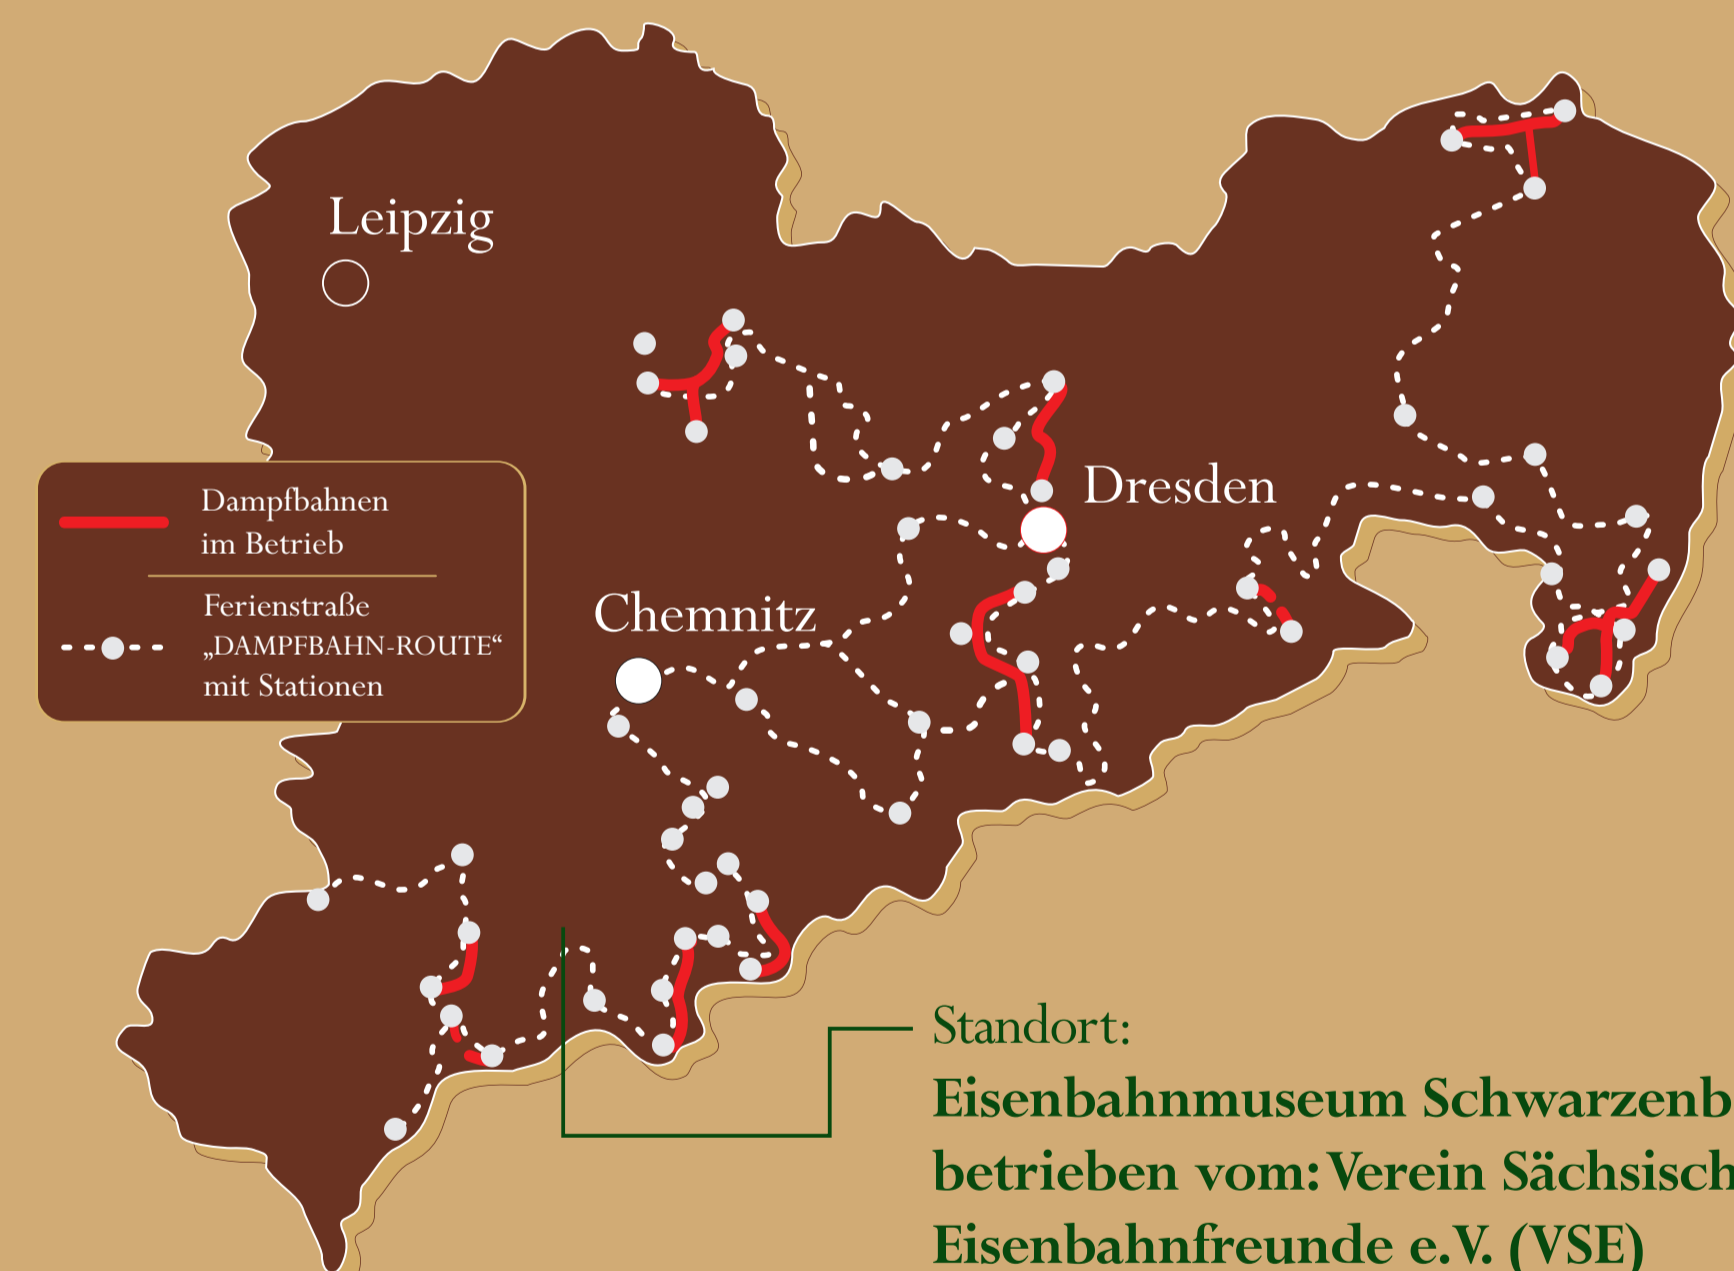 Leipzig
Dresden
Chemnitz
Dampfbahnen
im Betrieb
Ferienstraße
„DAMPFBAHN-ROUTE“
mit Stationen
Standort:
Eisenbahnmuseum Schwarzenb
betrieben vom: Verein Sächsisch
Eisenbahnfreunde e.V. (VSE)